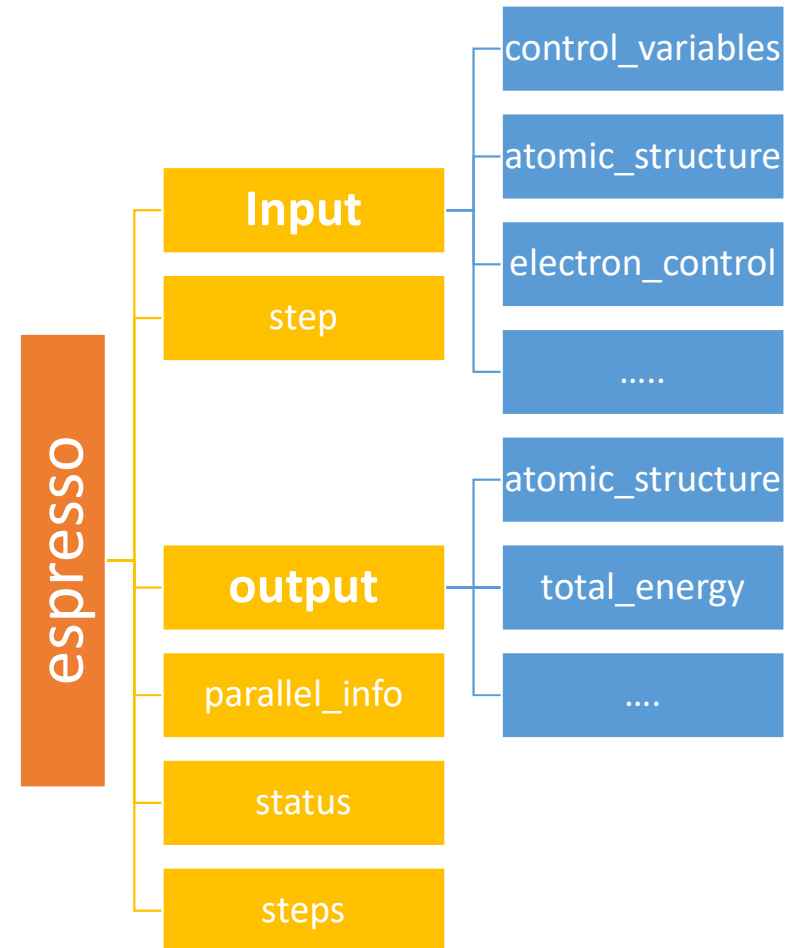 espresso
Input
control_variables
atomic_structure
electron_control
.....
step
output
atomic_structure
total_energy
....
parallel_info
status
steps